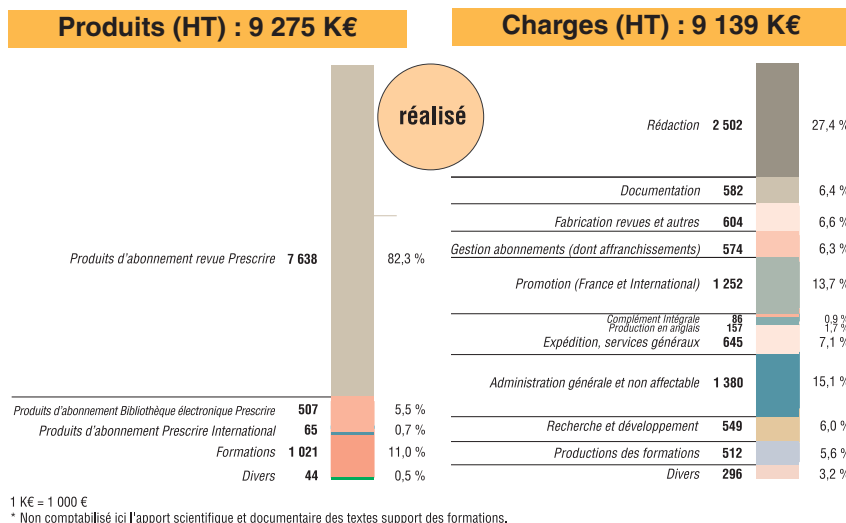 Produits (HT) : 9 275 K€
Charges (HT) : 9 139 K€
réalisé
Produits d'abonnement revue Prescrire 7 638 82,3 %
Produits d'abonnement Bibliothèque électronique Prescrire 507 5,5 %
Produits d'abonnement Prescrire International 65 0,7 %
Formations 1 021 11,0 %
Divers 44 0,5 %
Rédaction 2 502 27,4 %
Documentation 582 6,4 %
Fabrication revues et autres 604 6,6 %
Gestion abonnements (dont affranchissements) 574 6,3 %
Promotion (France et International) 1 252 13,7 %
Complément Intégrale 86 0,9 %
Production en anglais 157 1,7 %
Expédition, services généraux 645 7,1 %
Administration générale et non affectable 1 380 15,1 %
Recherche et développement 549 6,0 %
Productions des formations 512 5,6 %
Divers 296 3,2 %
1 K€ = 1 000 €
* Non comptabilisé ici l'apport scientifique et documentaire des textes support des formations.